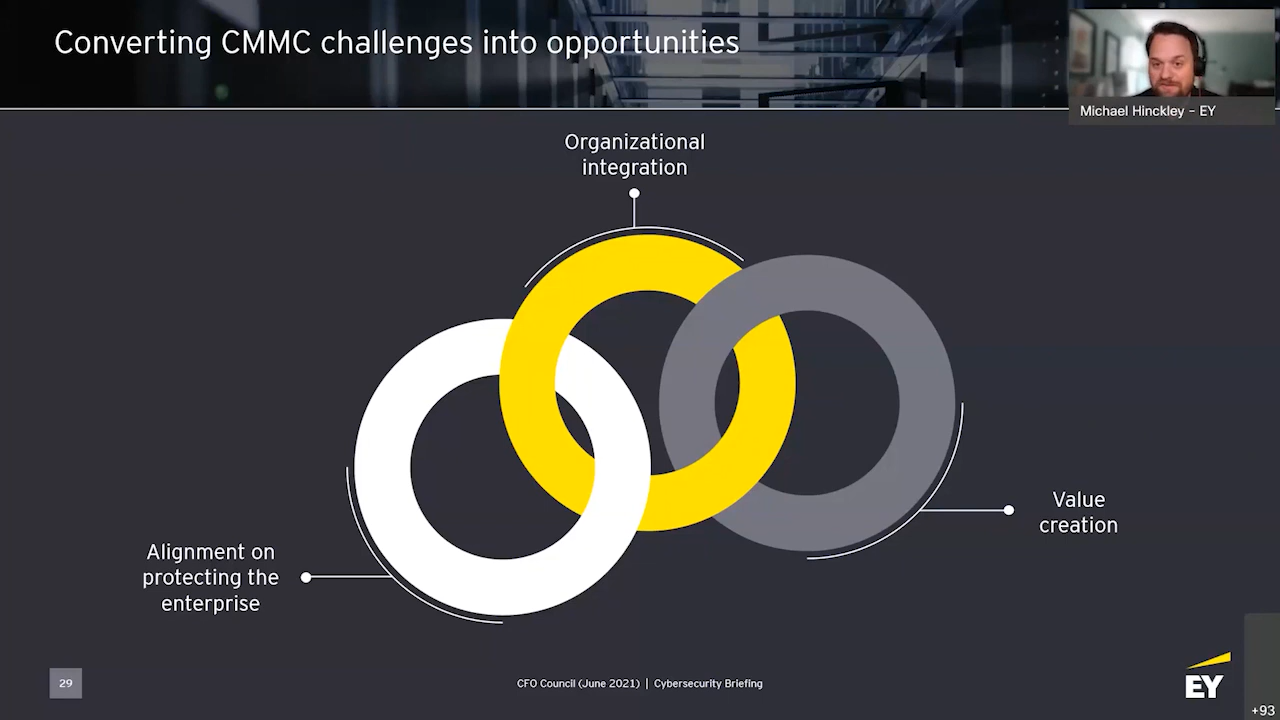 Converting CMMC challenges into opportunities
Michael Hinckley - EY
Organizational
integration
Value
creation
Alignment on
protecting the
enterprise
29
CFO Council (June 2021) | Cybersecurity Briefing
EY
+93